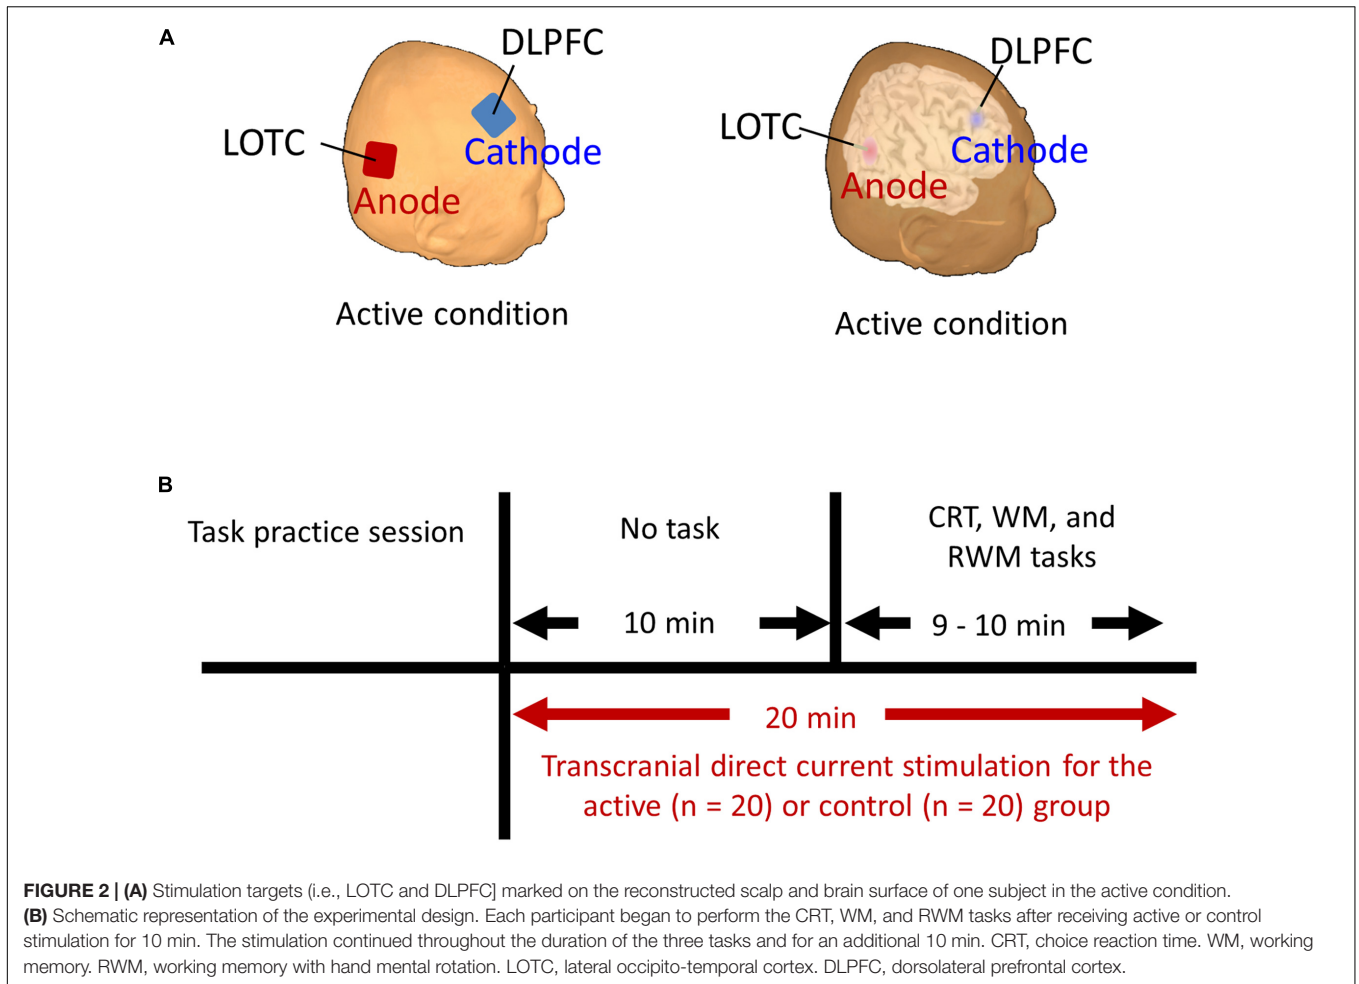 A
DLPFC
LOTC
Cathode
Anode
Active condition
DLPFC
LOTC
Cathode
Anode
Active condition
B
Task practice session
No task
CRT, WM, and
RWM tasks
10 min
9 - 10 min
20 min
Transcranial direct current stimulation for the
active (n = 20) or control (n = 20) group
FIGURE 2 | (A) Stimulation targets (i.e., LOTC and DLPFC] marked on the reconstructed scalp and brain surface of one subject in the active condition.
(B) Schematic representation of the experimental design. Each participant began to perform the CRT, WM, and RWM tasks after receiving active or control
stimulation for 10 min. The stimulation continued throughout the duration of the three tasks and for an additional 10 min. CRT, choice reaction time. WM, working
memory. RWM, working memory with hand mental rotation. LOTC, lateral occipito-temporal cortex. DLPFC, dorsolateral prefrontal cortex.